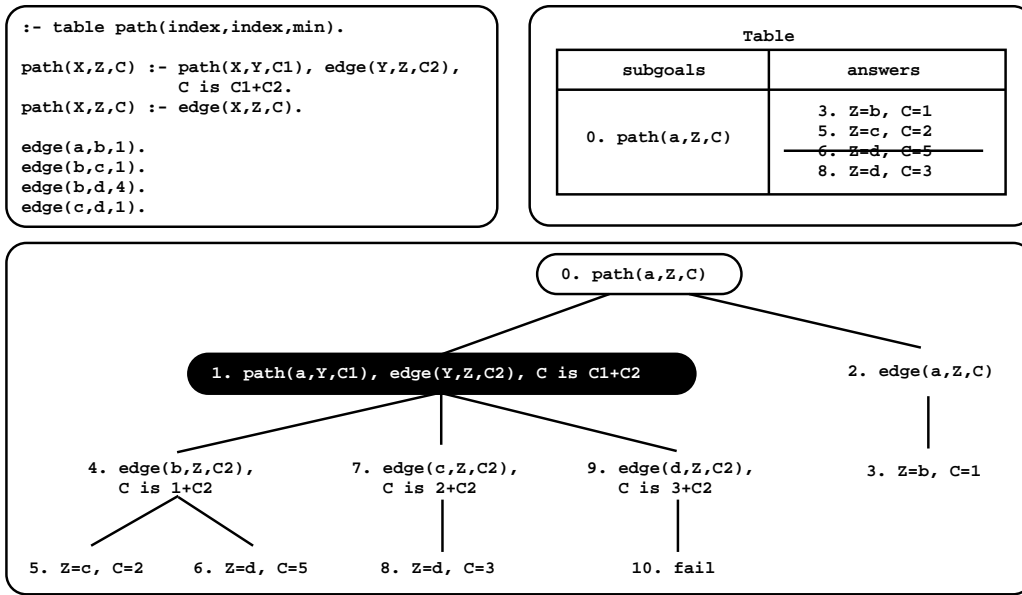 :- table path(index,index,min).
path(X,Z,C) :- path(X,Y,C1), edge(Y,Z,C2),
C is C1+C2.
path(X,Z,C) :- edge(X,Z,C).
edge(a,b,1).
edge(b,c,1).
edge(b,d,4).
edge(c,d,1).
Table
subgoals answers
0. path(a,Z,C)
3. Z=b, C=1
5. Z=c, C=2
6. Z=d, C=5
8. Z=d, C=3
0. path(a,Z,C)
1. path(a,Y,C1), edge(Y,Z,C2), C is C1+C2
2. edge(a,Z,C)
4. edge(b,Z,C2),
C is 1+C2
7. edge(c,Z,C2),
C is 2+C2
9. edge(d,Z,C2),
C is 3+C2
3. Z=b, C=1
5. Z=c, C=2
6. Z=d, C=5
8. Z=d, C=3
10. fail